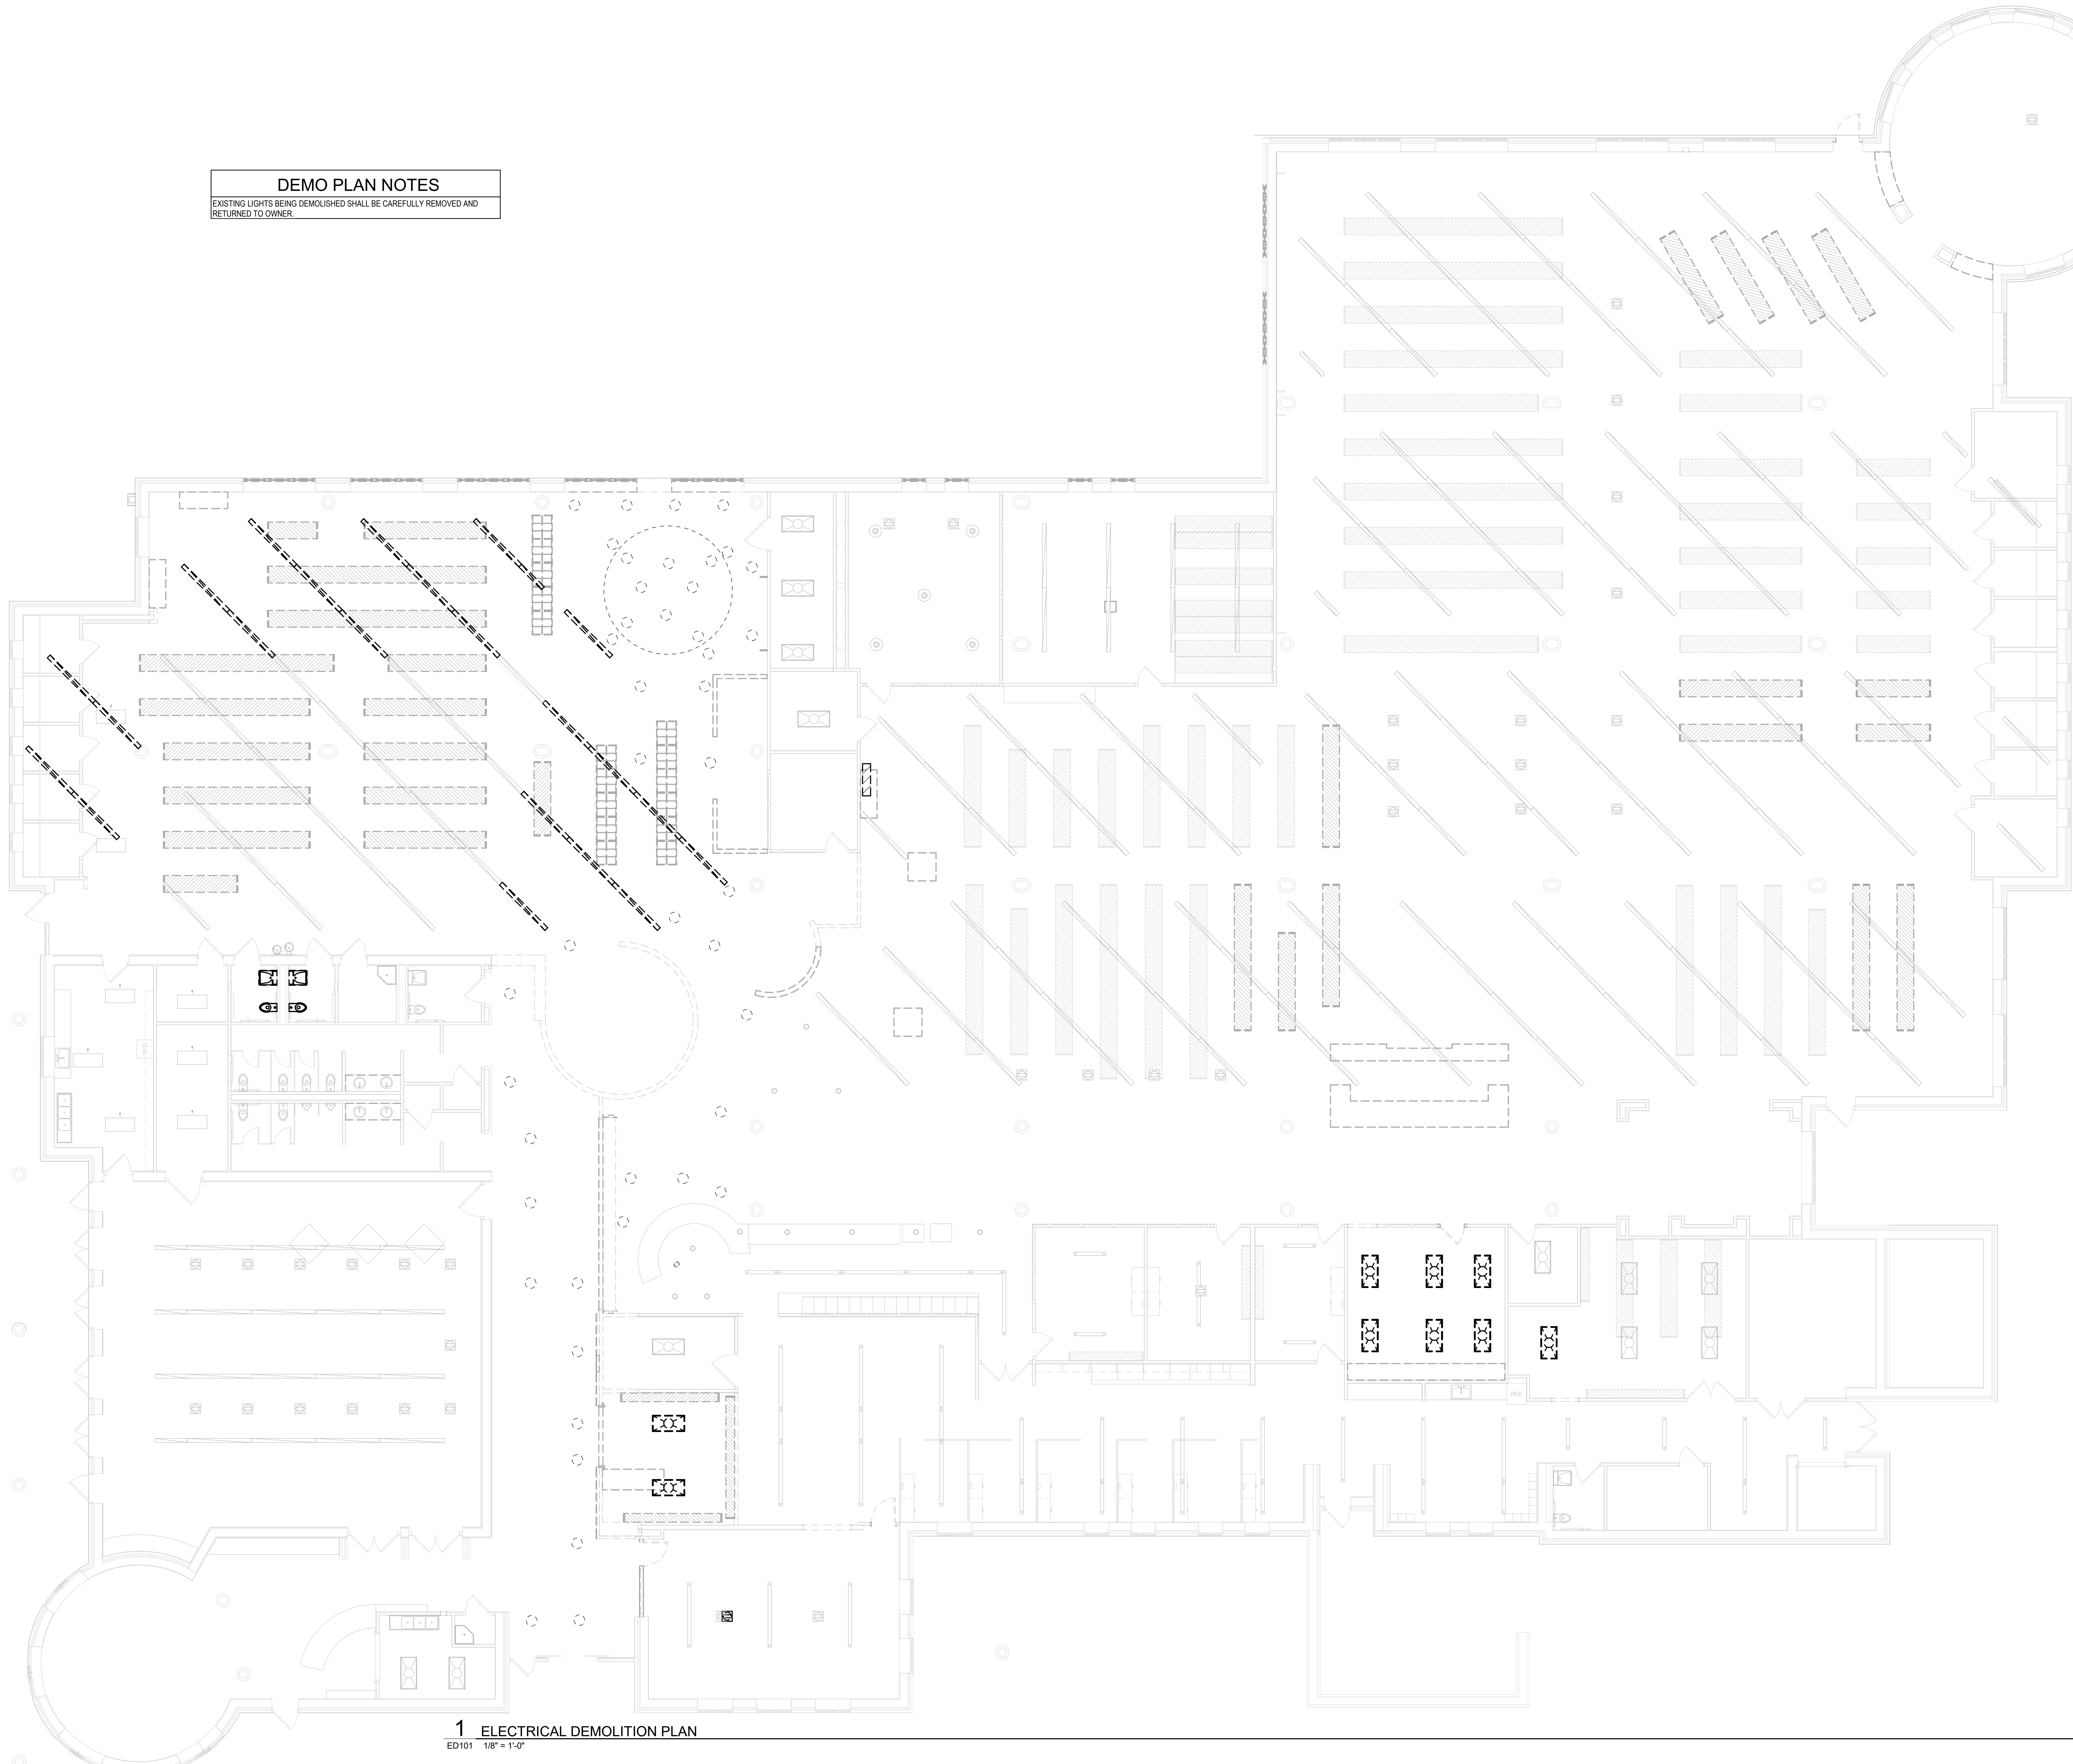 DEMO PLAN NOTES
EXISTING LIGHTS BEING DEMOLISHED SHALL BE CAREFULLY REMOVED AND
RETURNED TO OWNER.
REF
1 ELECTRICAL DEMOLITION PLAN
ED101 1/8" = 1'-0"